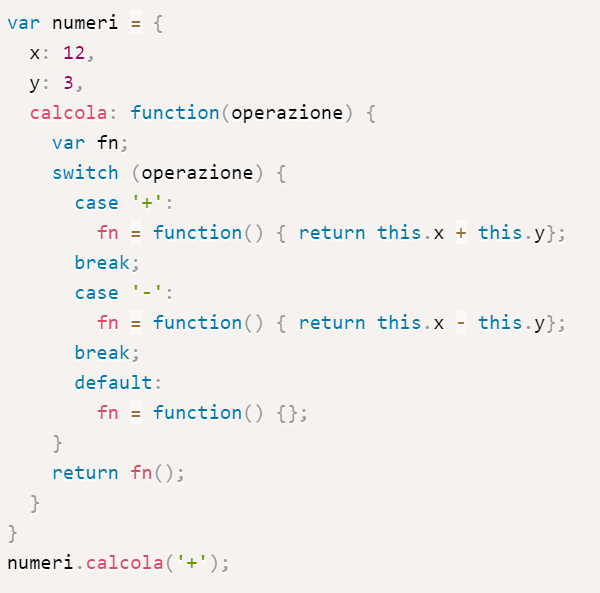 var numeri = {
  x: 12,
  y: 3,
  calcola: function(operazione) {
    var fn;
    switch (operazione) {
      case '+':
        fn = function() { return this.x + this.y};
      break;
      case '-':
        fn = function() { return this.x - this.y};
      break;
      default:
        fn = function() {};
    }
    return fn();
  }
}
numeri.calcola('+');